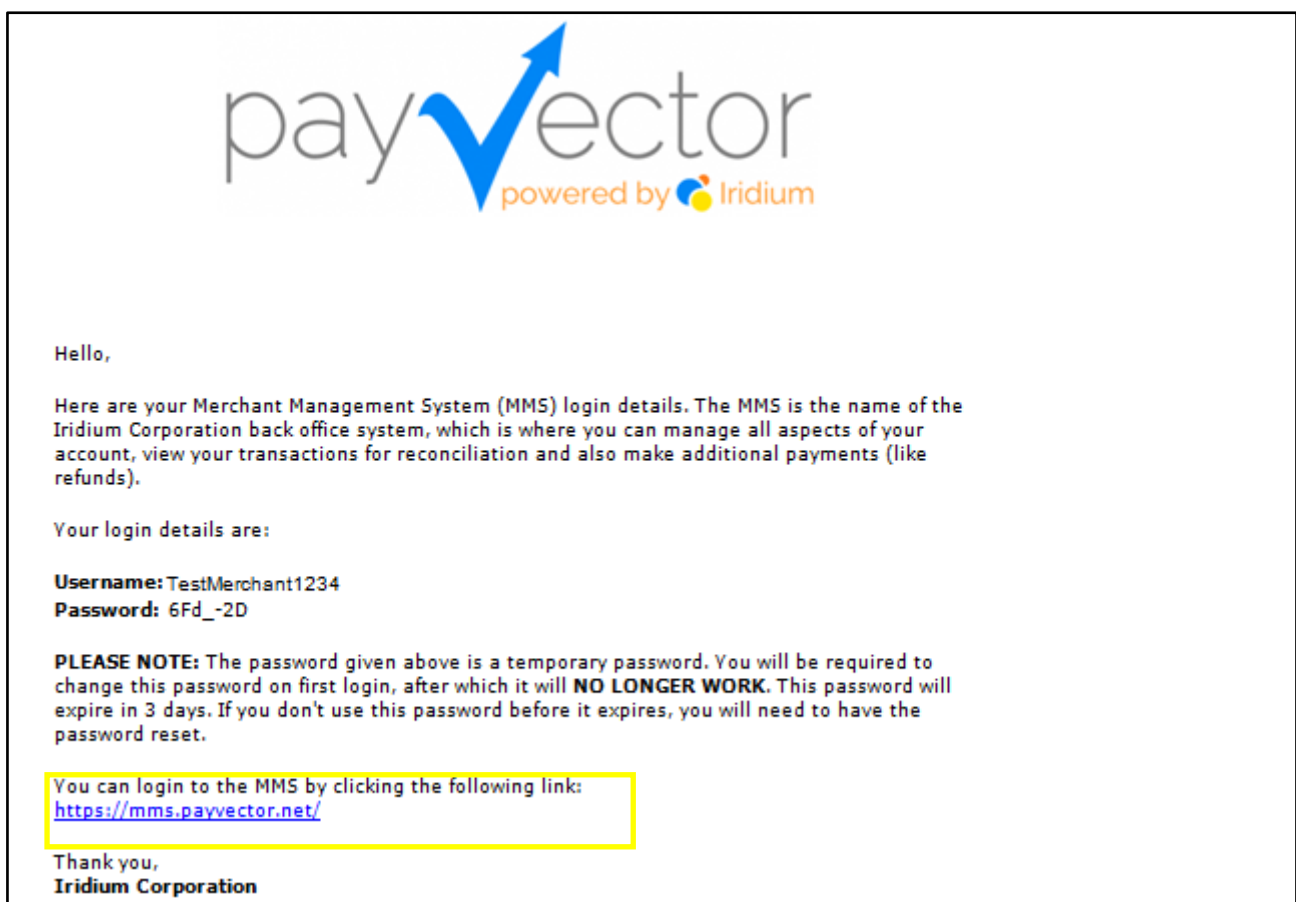 payvector
powered by Iridium
Hello,
Here are your Merchant Management System (MMS) login details. The MMS is the name of the
Iridium Corporation back office system, which is where you can manage all aspects of your
account, view your transactions for reconciliation and also make additional payments (like
refunds).
Your login details are:
Username: TestMerchant1234
Password: 6Fd_-2D
PLEASE NOTE: The password given above is a temporary password. You will be required to
change this password on first login, after which it will NO LONGER WORK. This password will
expire in 3 days. If you don't use this password before it expires, you will need to have the
password reset.
You can login to the MMS by clicking the following link:
https://mms.payvector.net/
Thank you,
Iridium Corporation